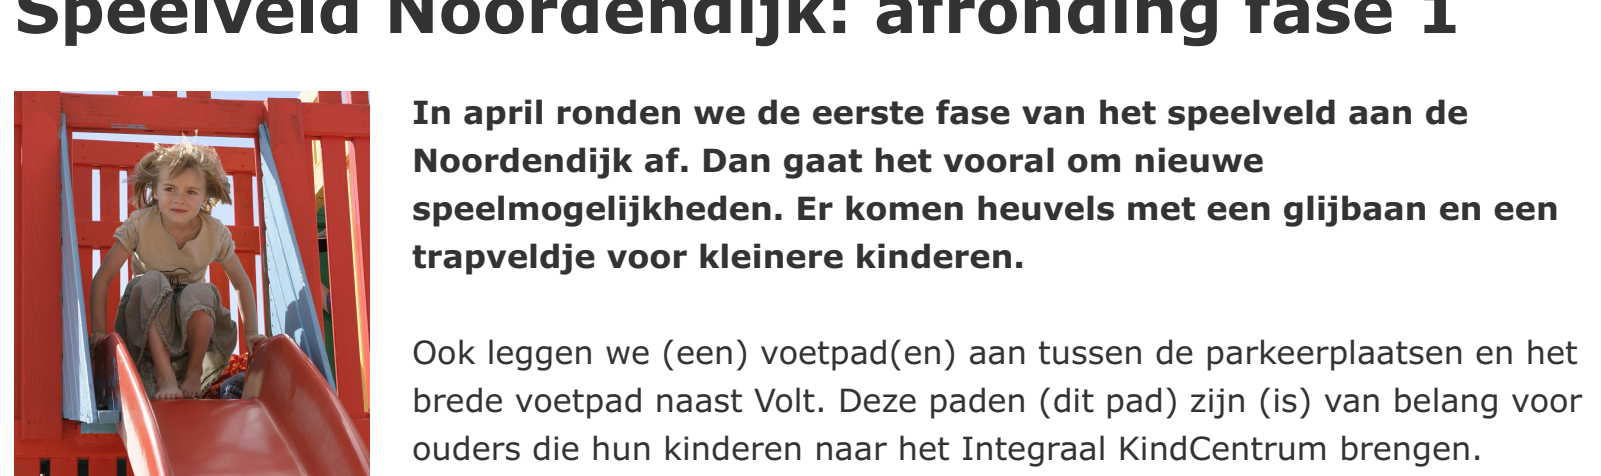 Speelveld Noordendijk: afronding fase 1
In april ronden we de eerste fase van het speelveld aan de
Noordendijk af. Dan gaat het vooral om nieuwe
speelmogelijkheden. Er komen heuvels met een glijbaan en een
trapveldje voor kleinere kinderen.
Ook leggen we (een) voetpad(en) aan tussen de parkeerplaatsen en het
brede voetpad naast Volt. Deze paden (dit pad) zijn (is) van belang voor
ouders die hun kinderen naar het Integraal KindCentrum brengen.